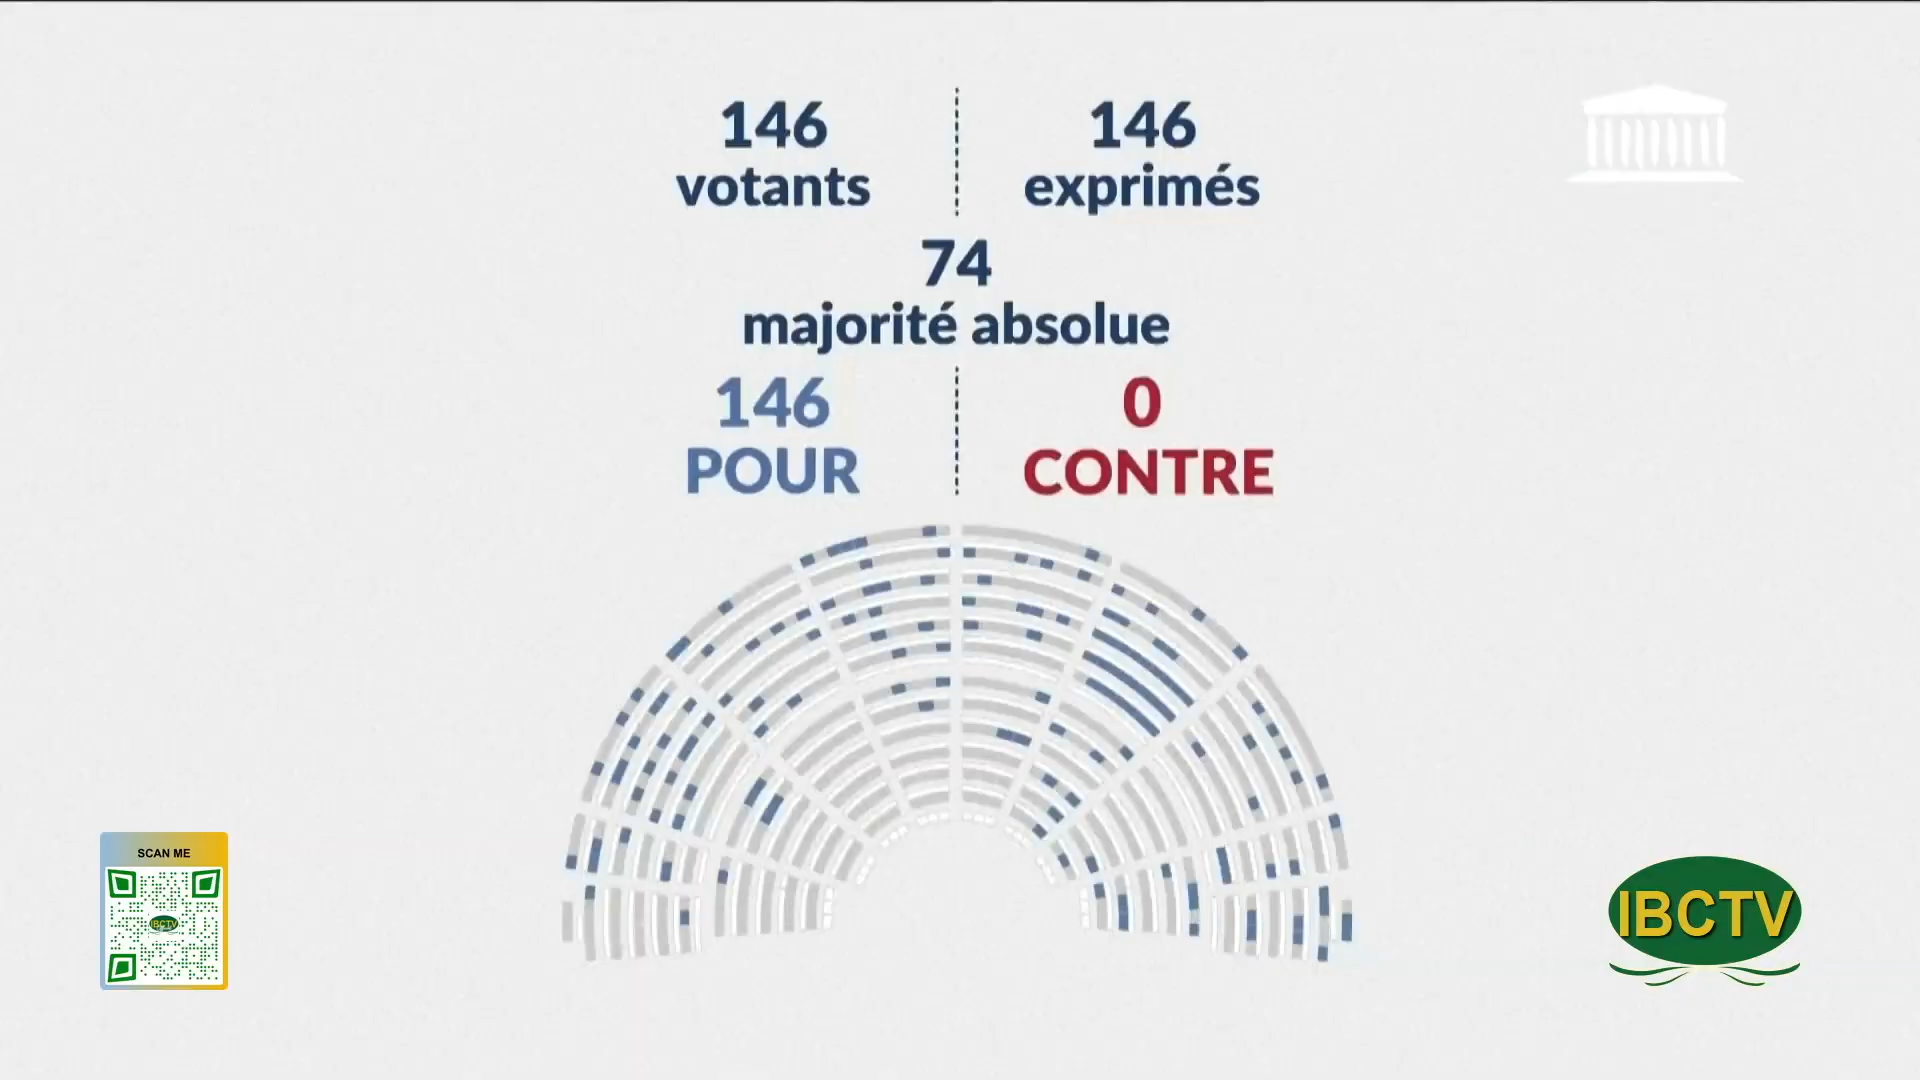 146
votants
146
exprimés
74
majorité absolue
146
POUR
0
CONTRE
SCAN ME
IBCTV
IBCTV